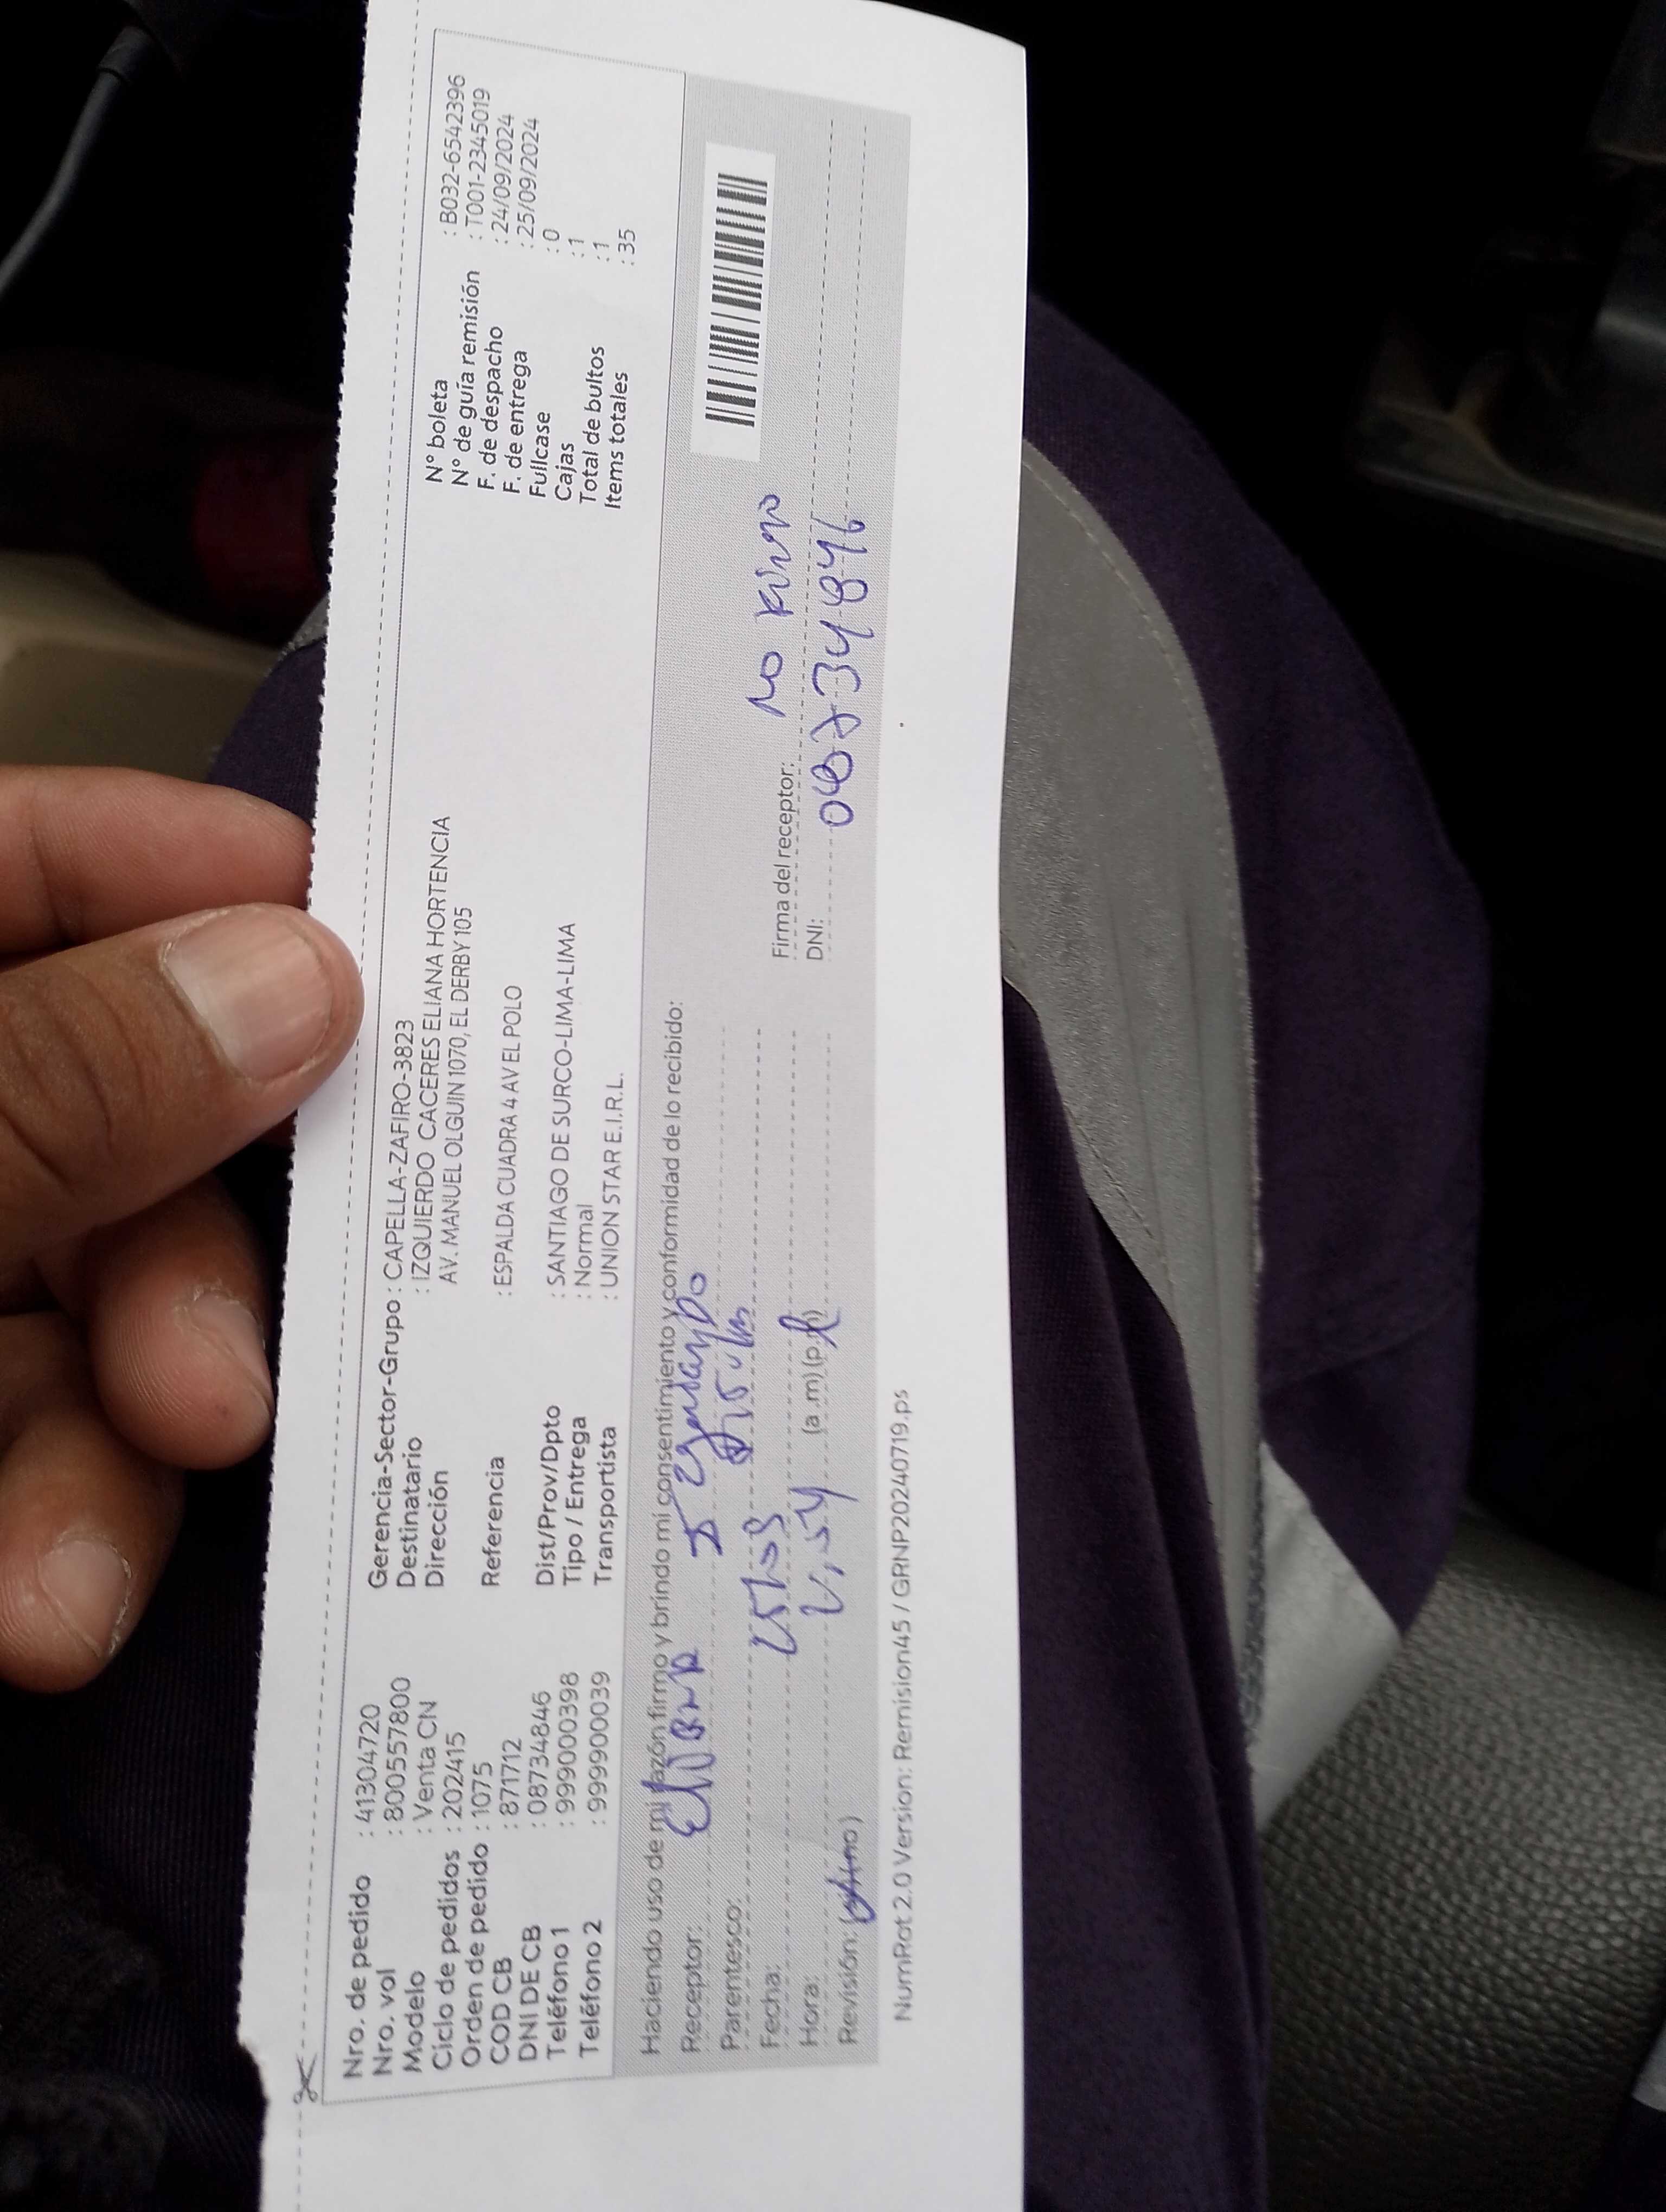 Nro. de pedido : 41304720
Nro. vol : 8005557800
Modelo : Venta CN
Ciclo de pedidos : 202415
Orden de pedido : 1075
COD CB : 871712
DNI DE CB : 08734846
Teléfono 1 : 999000398
Teléfono 2 : 999900039
Gerencia-Sector-Grupo : CAPELLA-ZAFIRO-3823
Destinatario : IZQUIERDO CACERES ELIANA HORTENCIA
Dirección AV. MANUEL OLGUIN 1070, EL DERBY 105
Referencia : ESPALDA CUADRA 4 AV EL POLO
Dist/Prov/Dpto : SANTIAGO DE SURCO-LIMA-LIMA
Tipo / Entrega : Normal
Transportista : UNION STAR E.I.R.L.
N° boleta : B032-6542396
N° de guía remisión : T001-2345019
F. de despacho : 24/09/2024
F. de entrega : 25/09/2024
Fullcase : 0
Cajas : 1
Total de bultos : 1
Items totales : 35
Haciendo uso de mi razón firmo y brindo mi consentimiento y conformidad de lo recibido:
Receptor: Eliana
Parentesco:
Fecha:
Hora: (a.m)(p.m)
Revisión:
Firma del receptor: No Firmo
DNI: 08734846
NumRot 2.0 Version: Remision45 / GRNP20240719.ps